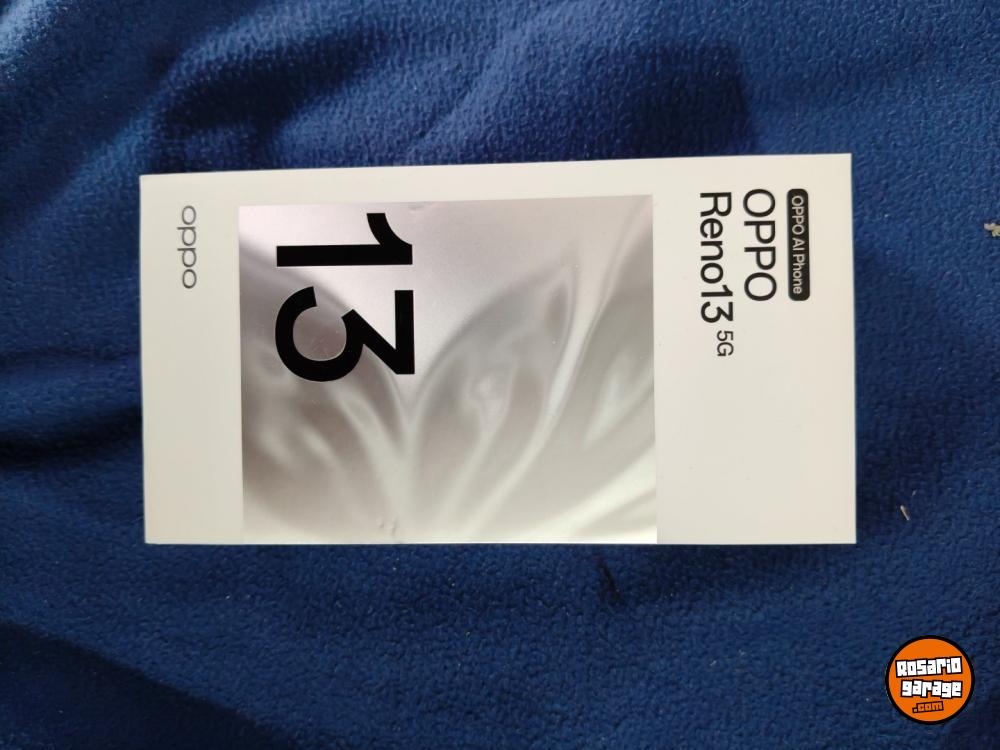 OPPO AI Phone
OPPO
Reno13 5G
13
oppo
Rosario
garage
.com